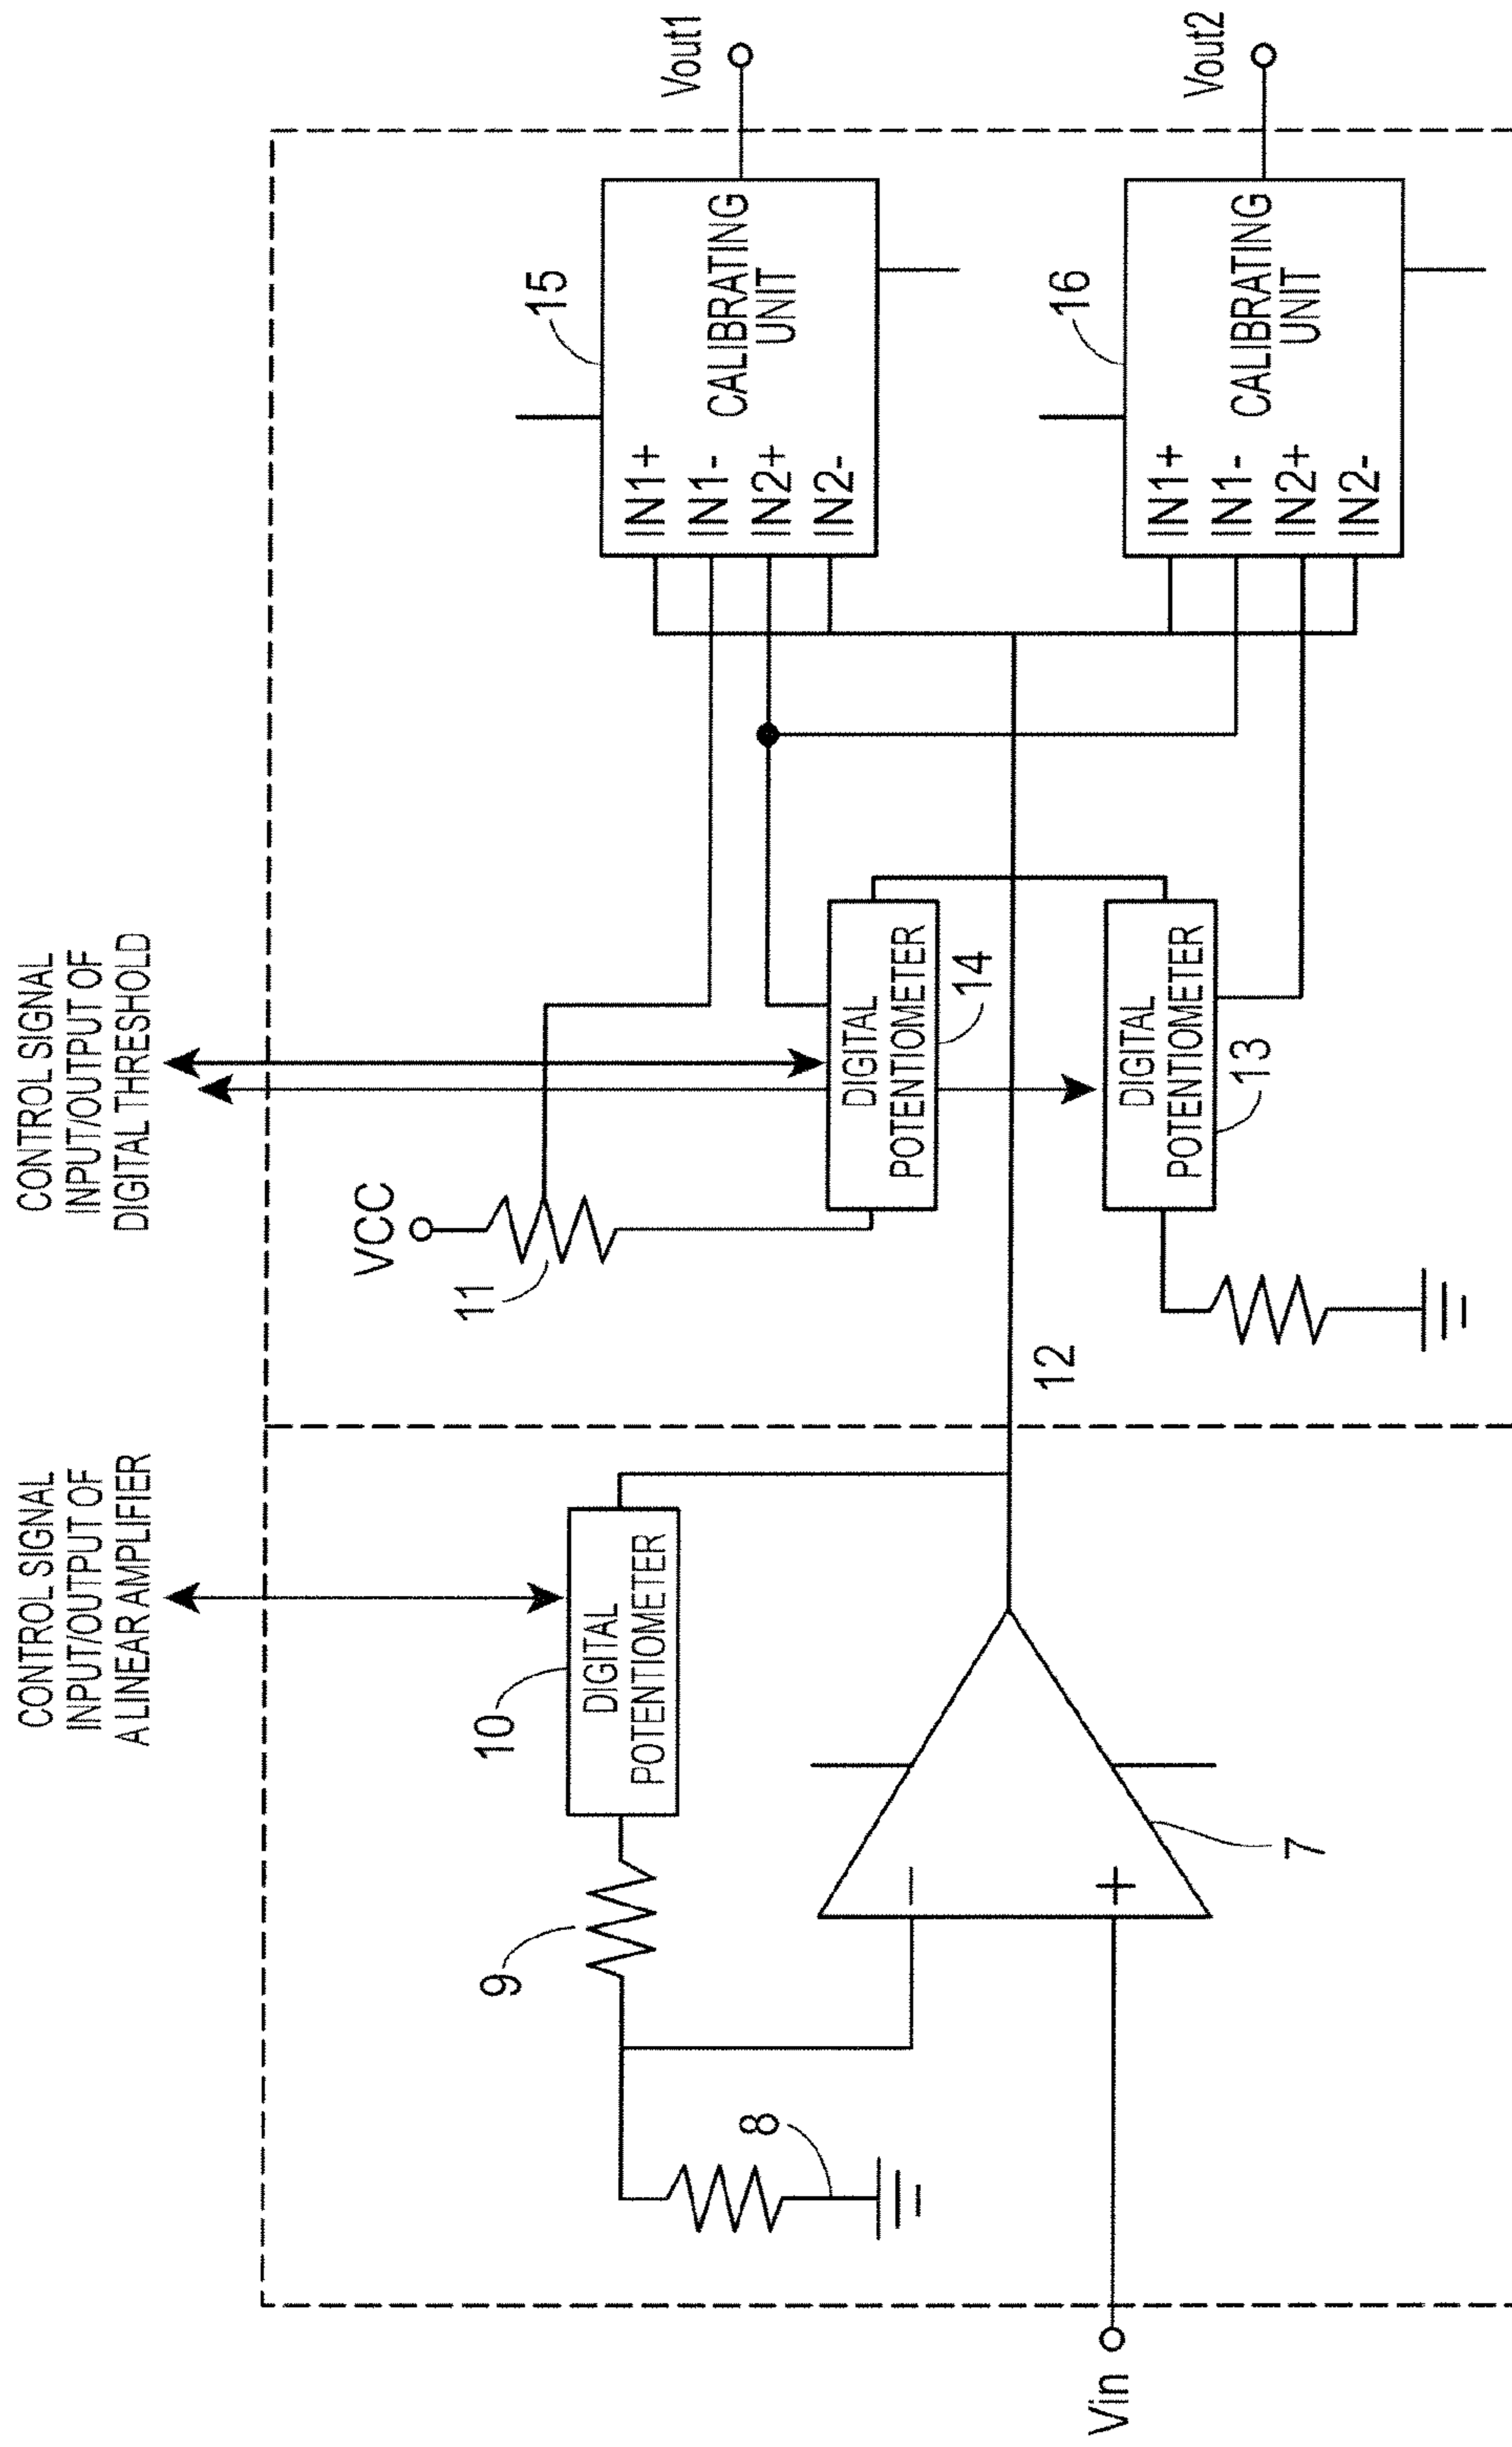 CONTROL SIGNAL
INPUT/OUTPUT OF
A LINEAR AMPLIFIER
CONTROL SIGNAL
INPUT/OUTPUT OF
DIGITAL THRESHOLD
Vin
8
9
10
DIGITAL
POTENTIOMETER
−
+
7
12
VCC
11
DIGITAL
POTENTIOMETER
14
DIGITAL
POTENTIOMETER
13
15
IN1+
IN1-
IN2+
IN2-
CALIBRATING
UNIT
Vout1
16
IN1+
IN1-
IN2+
IN2-
CALIBRATING
UNIT
Vout2